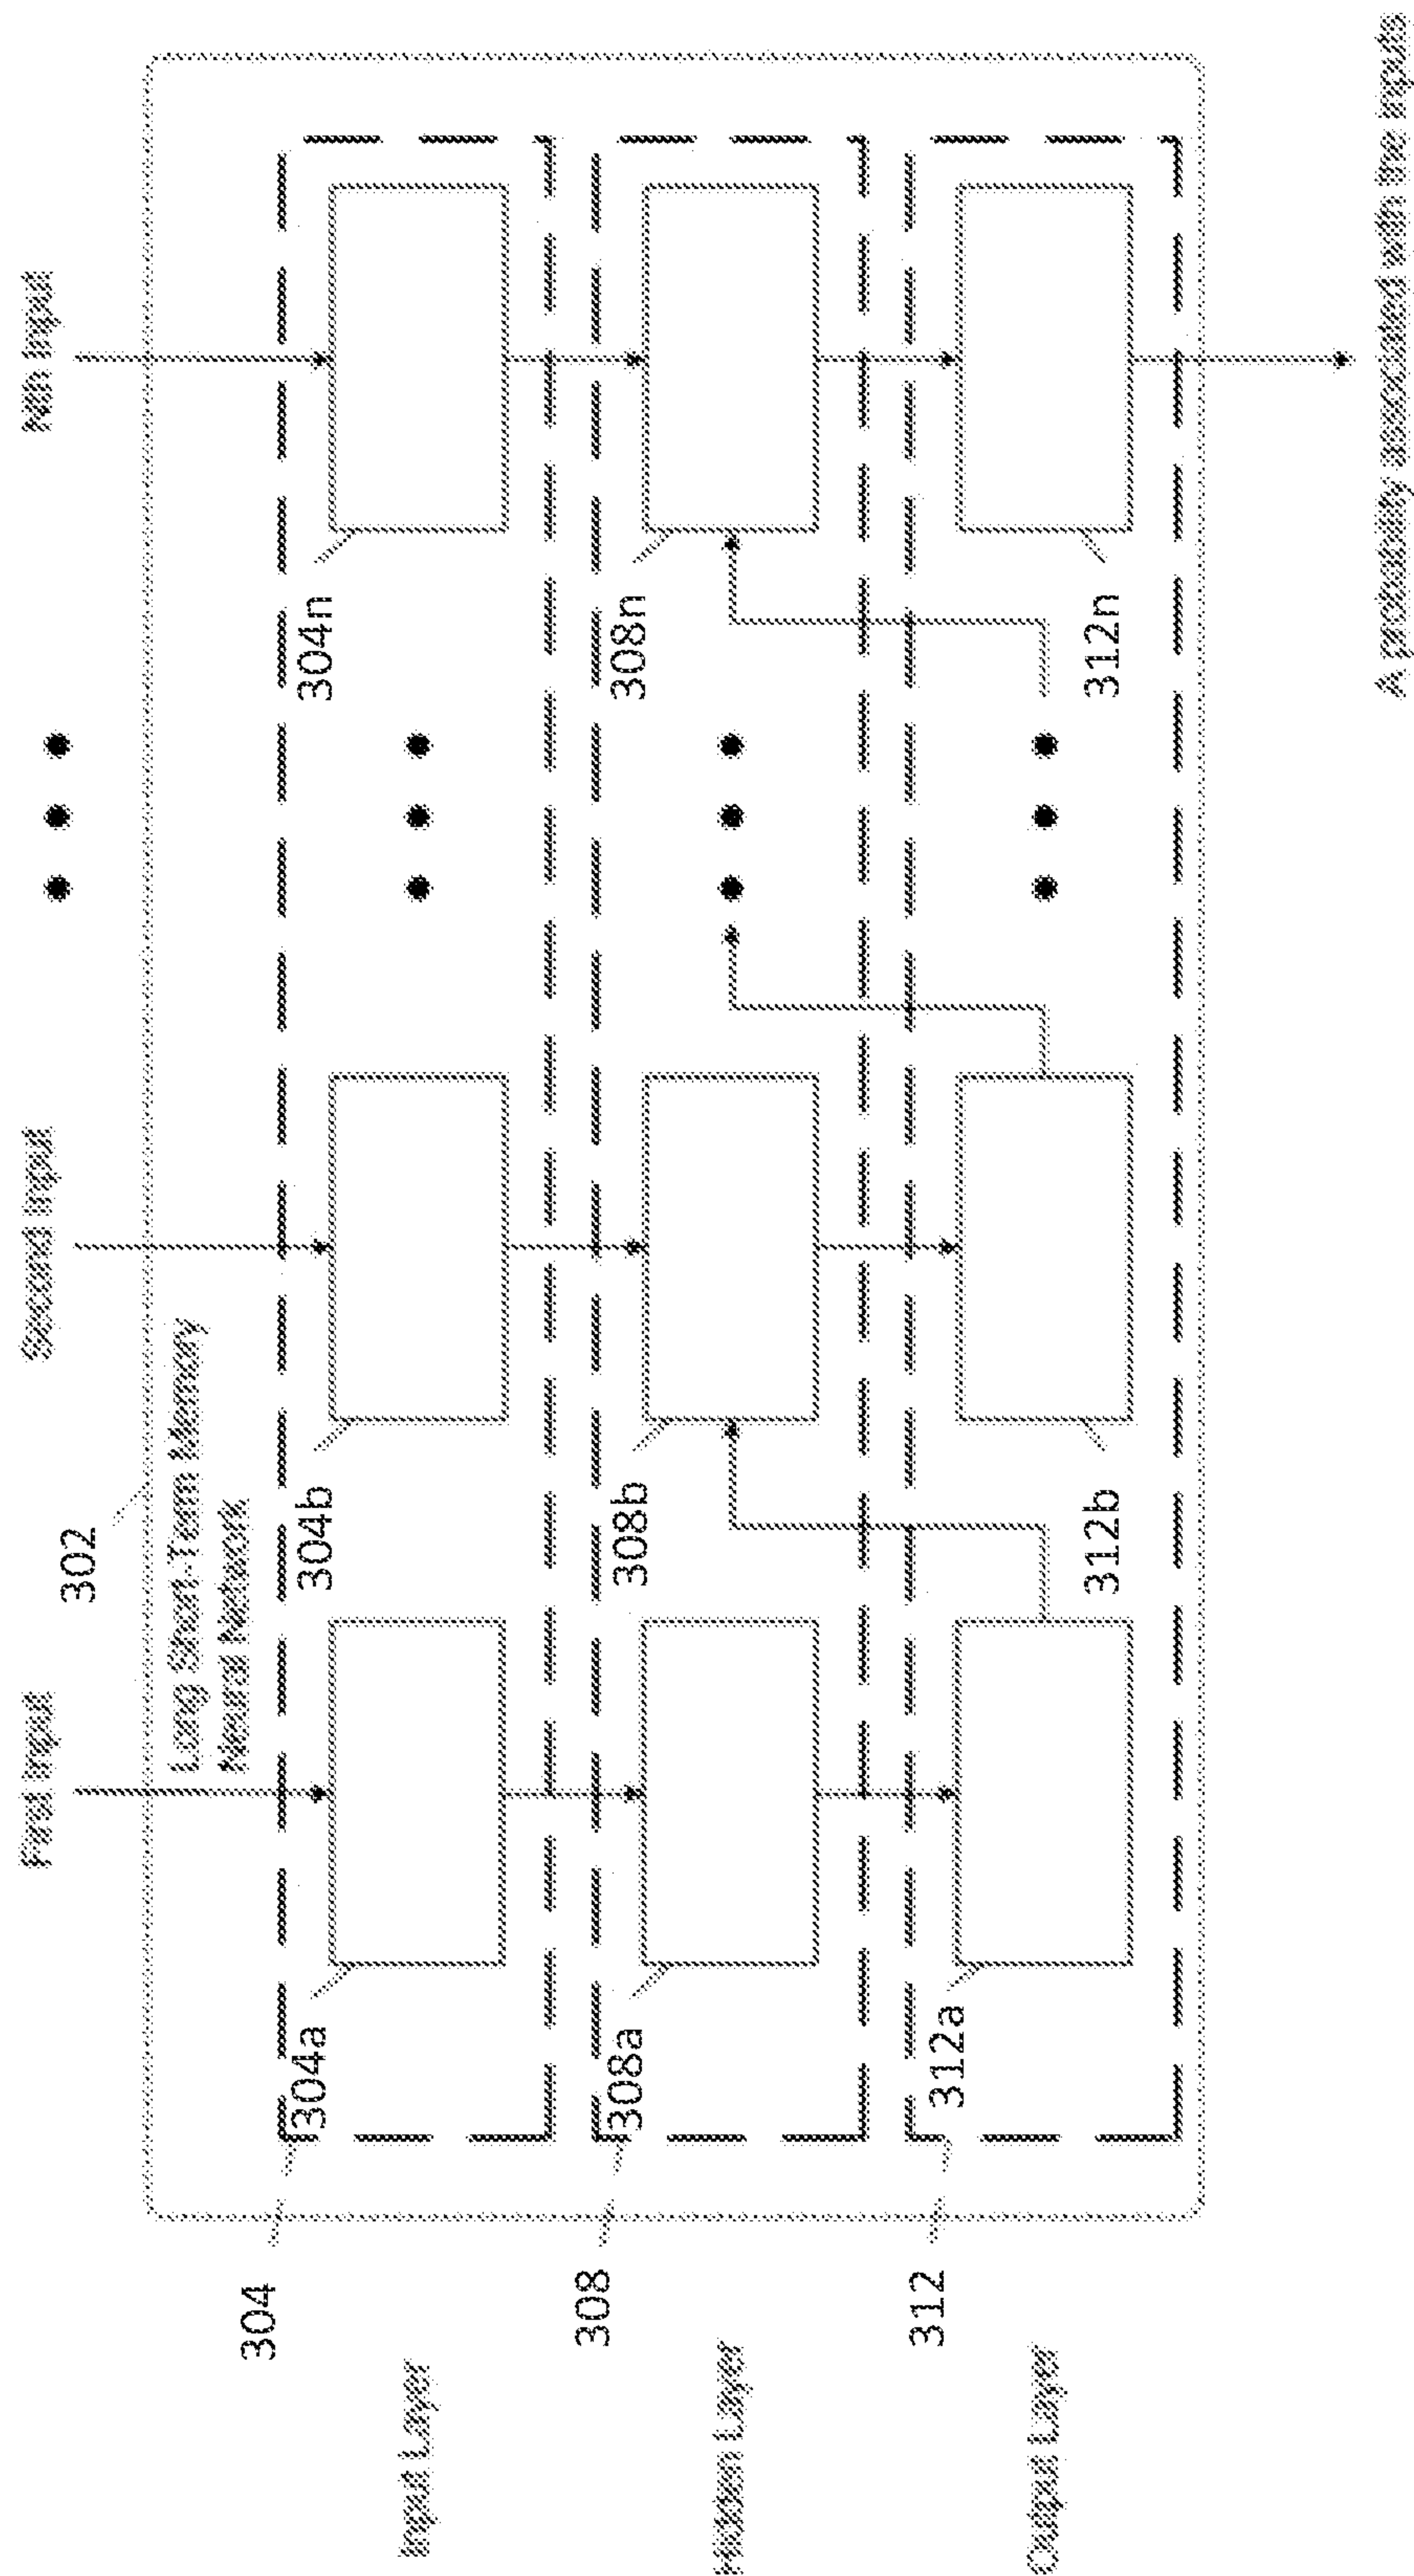 First Input
Second Input
Nth Input
302
Long Short-Term Memory
Neural Network
304
304a
304b
304n
Input Layer
308
308a
308b
308n
Hidden Layer
312
312a
312b
312n
Output Layer
A probability associated with the inputs